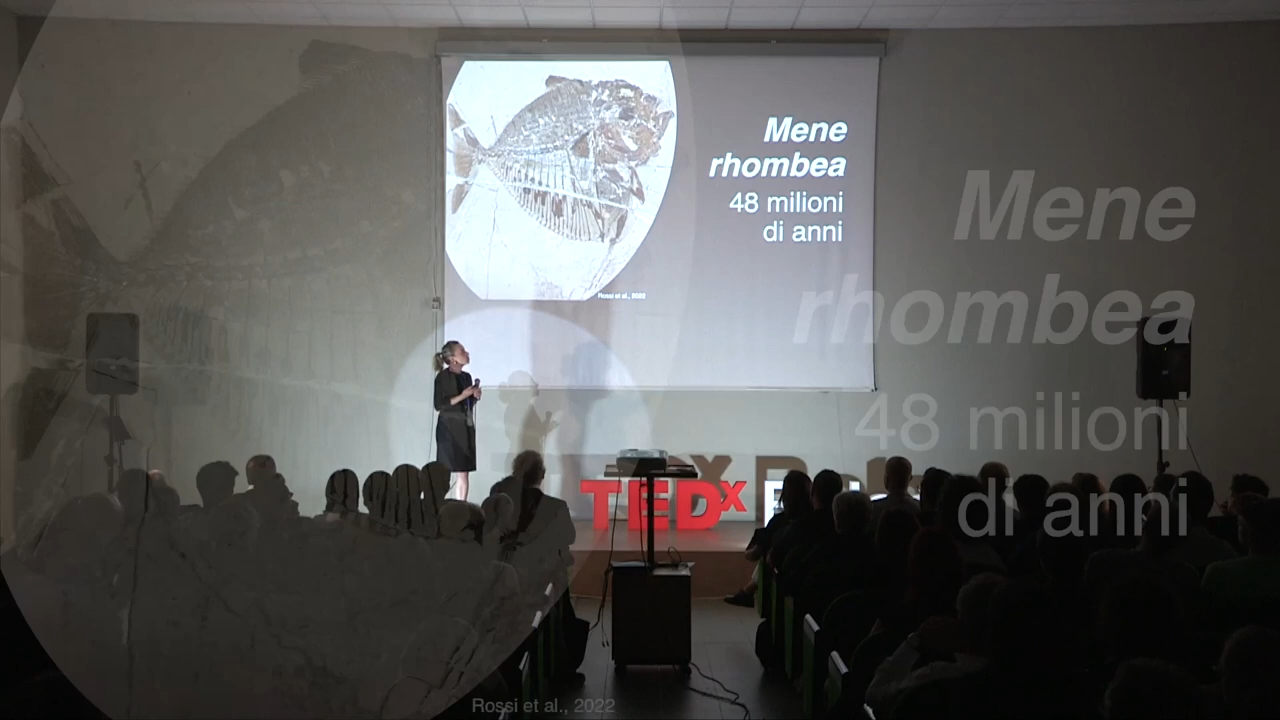 Mene
rhombea
48 milioni
di anni
Rossi et al., 2022
Mene
rhombea
48 milioni
di anni
TEDx
Rossi et al., 2022